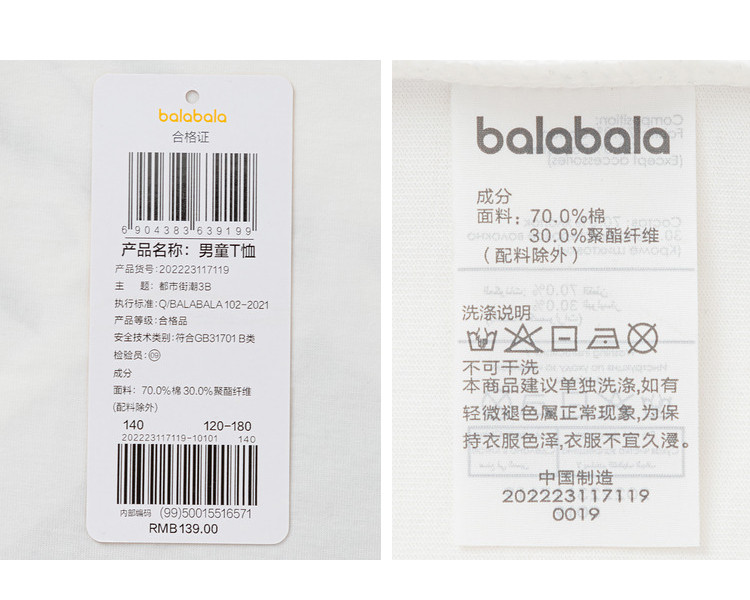 balabala
合格证
6 904383 639199
产品名称：男童T恤
产品货号:202223117119
主 题：都市街潮3B
执行标准:Q/BALABALA 102-2021
产品等级:合格品
安全技术类别:符合GB31701 B类
检验员:09
成分
面料：70.0%棉 30.0%聚酯纤维
(配料除外)
140 120-180
202223117119-10101 140
内部编码 (99)50015516571
RMB139.00
balabala
成分
面料：70.0%棉
30.0%聚酯纤维
（配料除外）
洗涤说明
不可干洗
本商品建议单独洗涤,如有
轻微褪色属正常现象,为保
持衣服色泽,衣服不宜久浸。
中国制造
202223117119
0019